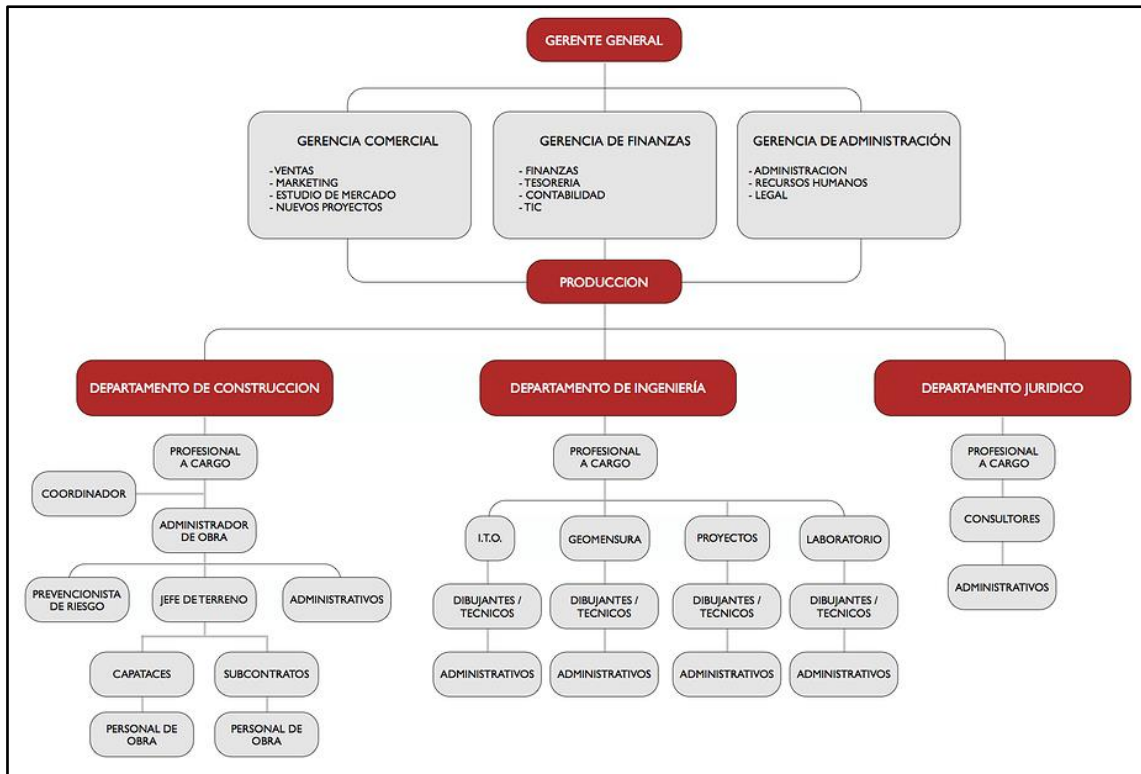 GERENTE GENERAL
GERENCIA COMERCIAL
- VENTAS
- MARKETING
- ESTUDIO DE MERCADO
- NUEVOS PROYECTOS
GERENCIA DE FINANZAS
- FINANZAS
- TESORERIA
- CONTABILIDAD
- TIC
GERENCIA DE ADMINISTRACIÓN
- ADMINISTRACION
- RECURSOS HUMANOS
- LEGAL
PRODUCCION
DEPARTAMENTO DE CONSTRUCCION
PROFESIONAL
A CARGO
COORDINADOR
ADMINISTRADOR
DE OBRA
PREVENCIONISTA
DE RIESGO
JEFE DE TERRENO
ADMINISTRATIVOS
CAPATACES
SUBCONTRATOS
PERSONAL DE
OBRA
PERSONAL DE
OBRA
DEPARTAMENTO DE INGENIERÍA
PROFESIONAL
A CARGO
I.T.O.
GEOMENSURA
PROYECTOS
LABORATORIO
DIBUJANTES /
TECNICOS
DIBUJANTES /
TECNICOS
DIBUJANTES /
TECNICOS
DIBUJANTES /
TECNICOS
ADMINISTRATIVOS
ADMINISTRATIVOS
ADMINISTRATIVOS
ADMINISTRATIVOS
DEPARTAMENTO JURIDICO
PROFESIONAL
A CARGO
CONSULTORES
ADMINISTRATIVOS